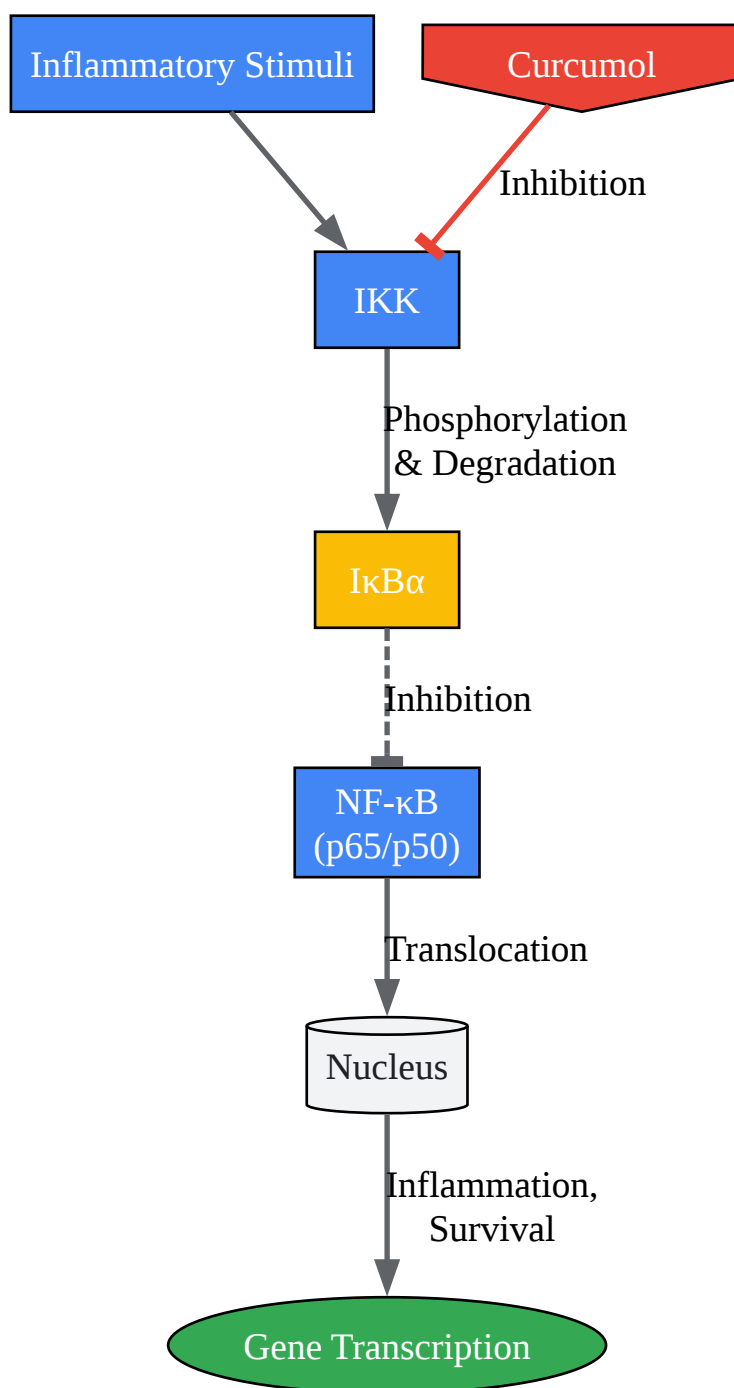 Inflammatory Stimuli
Curcumol
Inhibition
IKK
Phosphorylation
& Degradation
IκBα
Inhibition
NF-κB
(p65/p50)
Translocation
Nucleus
Inflammation,
Survival
Gene Transcription